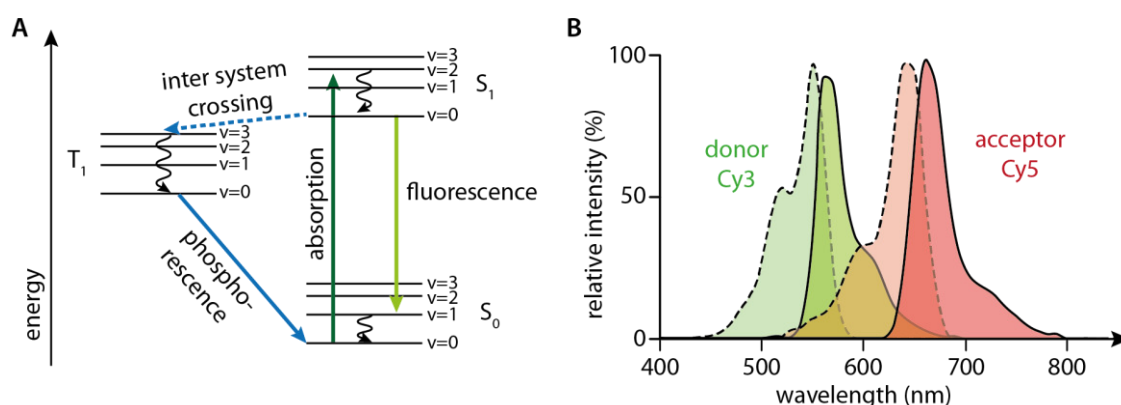 A
energy
inter system
crossing
T1
v=3
v=2
v=1
v=0
v=3
v=2
v=1
v=0
S1
absorption
fluorescence
phospho-
rescence
v=3
v=2
v=1
v=0
S0
B
relative intensity (%)
100
50
0
donor
Cy3
acceptor
Cy5
400
500
600
700
800
wavelength (nm)